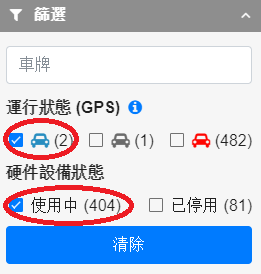 篩選
車牌
運行狀態 (GPS)
(2) (1) (482)
硬件設備狀態
使用中 (404) 已停用 (81)
清除